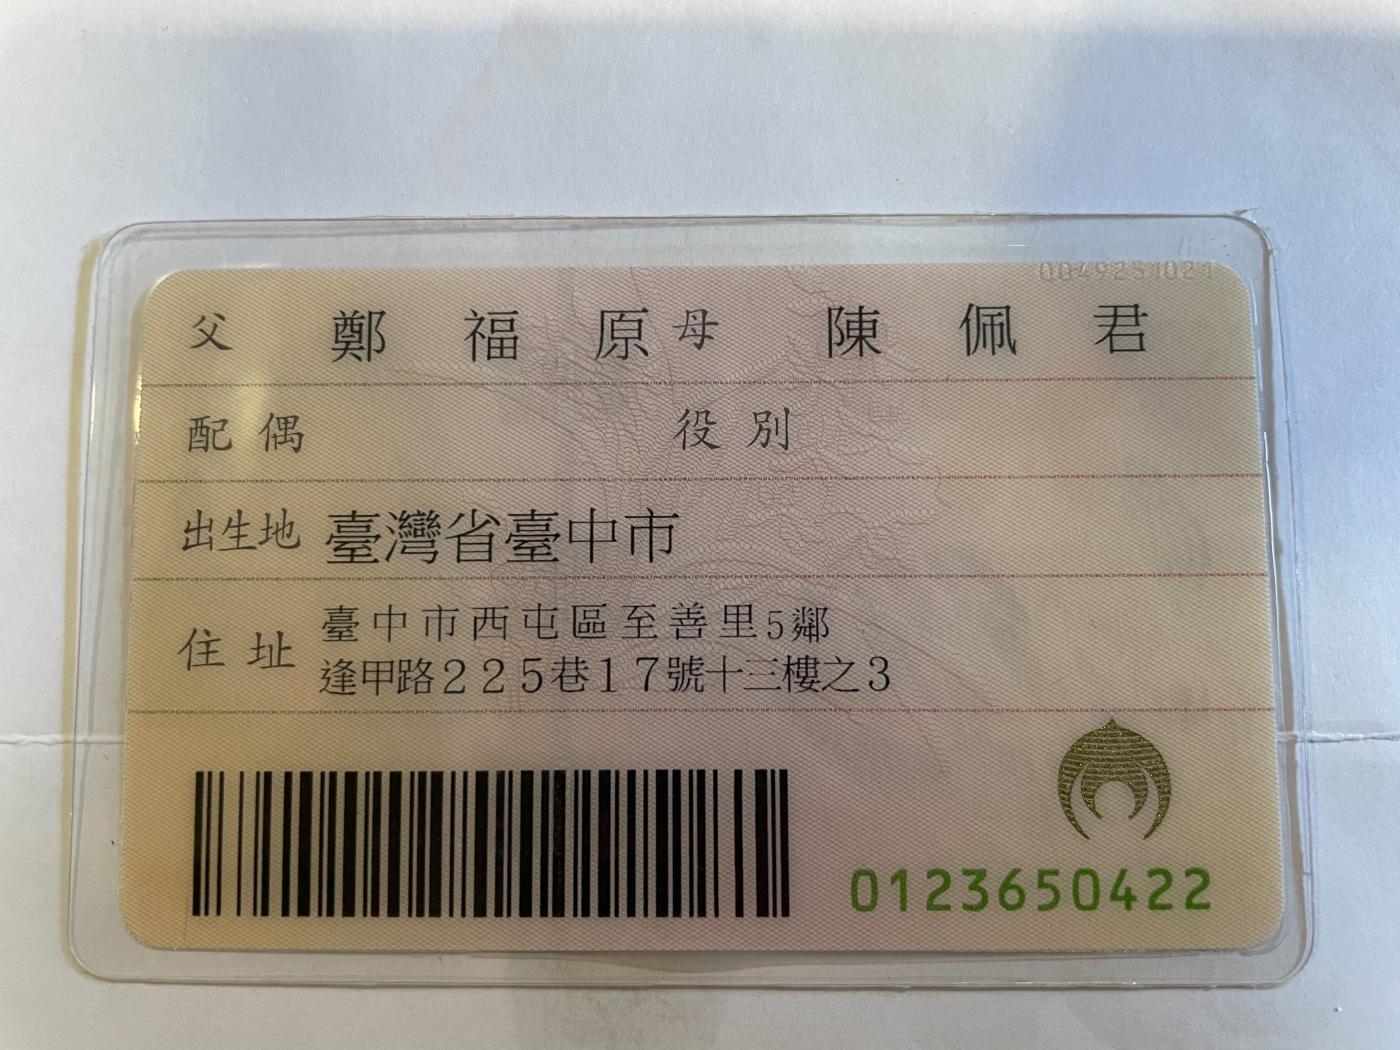 0049251021
父 鄭福原 母 陳佩君
配偶 役別
出生地 臺灣省臺中市
住址 臺中市西屯區至善里5鄰
逢甲路225巷17號十三樓之3
0123650422